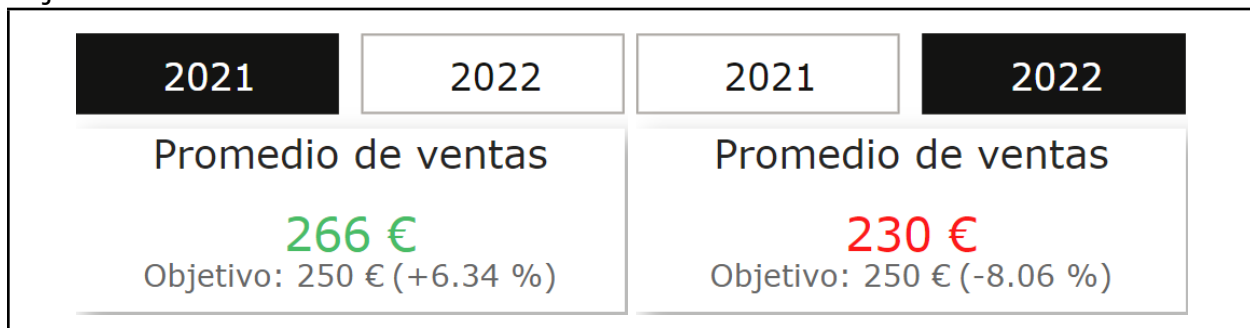 2021 2022 2021 2022
Promedio de ventas Promedio de ventas
266 € 230 €
Objetivo: 250 € (+6.34 %) Objetivo: 250 € (-8.06 %)